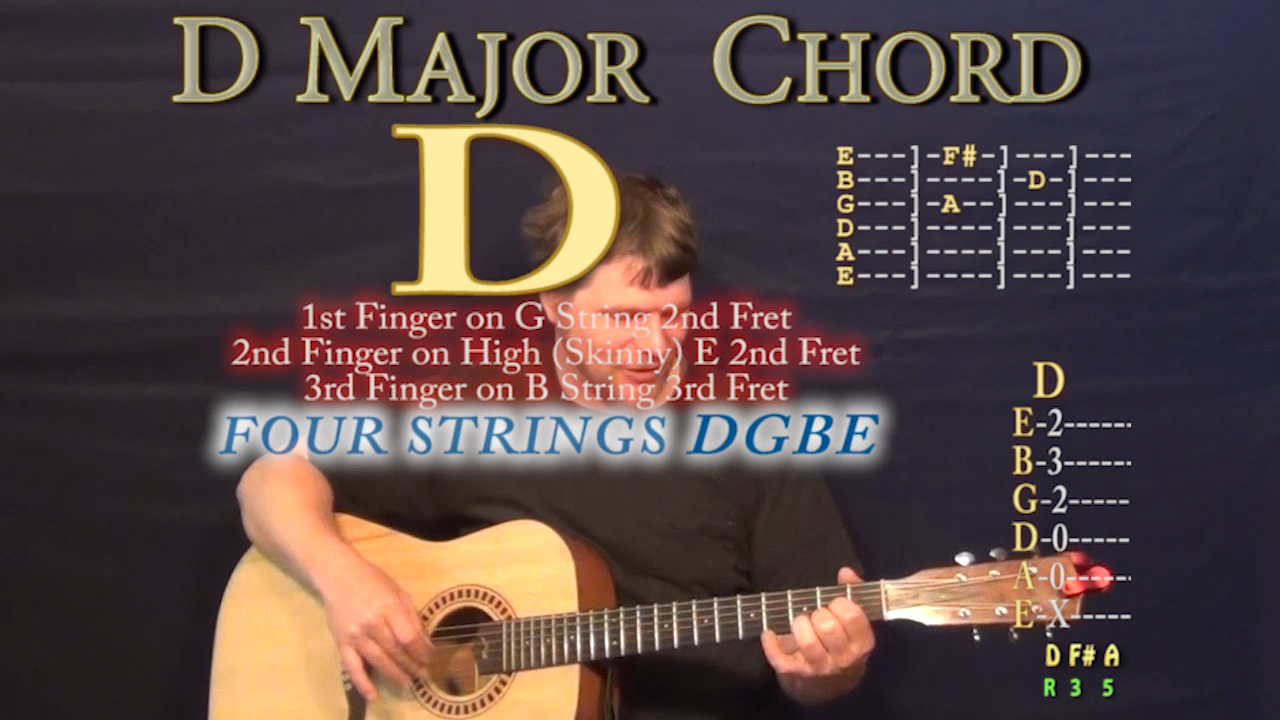 D MAJOR CHORD
D
E---]-F#-]---]---
B---]----]-D-]---
G---]-A--]---]---
D---]----]---]---
A---]----]---]---
E---]----]---]---
1st Finger on G String 2nd Fret
2nd Finger on High (Skinny) E 2nd Fret
3rd Finger on B String 3rd Fret
FOUR STRINGS DGBE
D
E-2------
B-3------
G-2-----
D-0-----
A-0------
E-X-----
D F# A
R 3 5